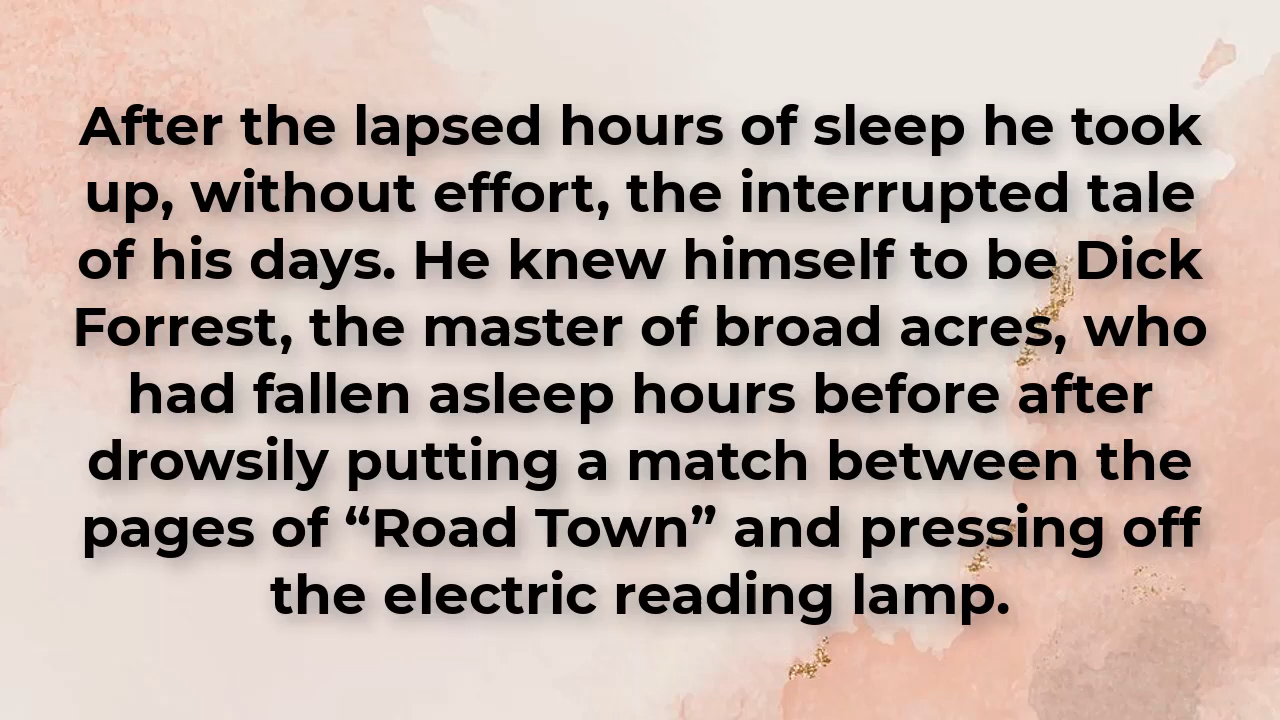 After the lapsed hours of sleep he took
up, without effort, the interrupted tale
of his days. He knew himself to be Dick
Forrest, the master of broad acres, who
had fallen asleep hours before after
drowsily putting a match between the
pages of “Road Town” and pressing off
the electric reading lamp.